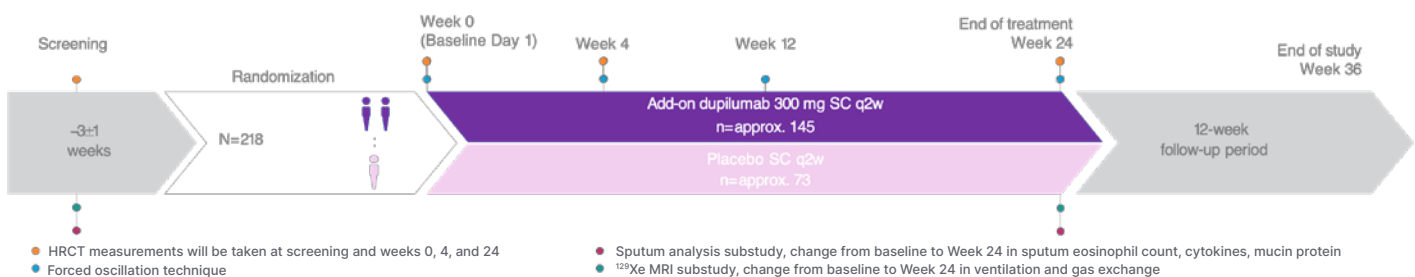 Screening
Randomization
Week 0
(Baseline Day 1)
Week 4
Week 12
End of treatment
Week 24
End of study
Week 36
–3±1
weeks
N=218
Add-on dupilumab 300 mg SC q2w
n=approx. 145
Placebo SC q2w
n=approx. 73
12-week
follow-up period
HRCT measurements will be taken at screening and weeks 0, 4, and 24
Forced oscillation technique
Sputum analysis substudy, change from baseline to Week 24 in sputum eosinophil count, cytokines, mucin protein
¹²⁹Xe MRI substudy, change from baseline to Week 24 in ventilation and gas exchange